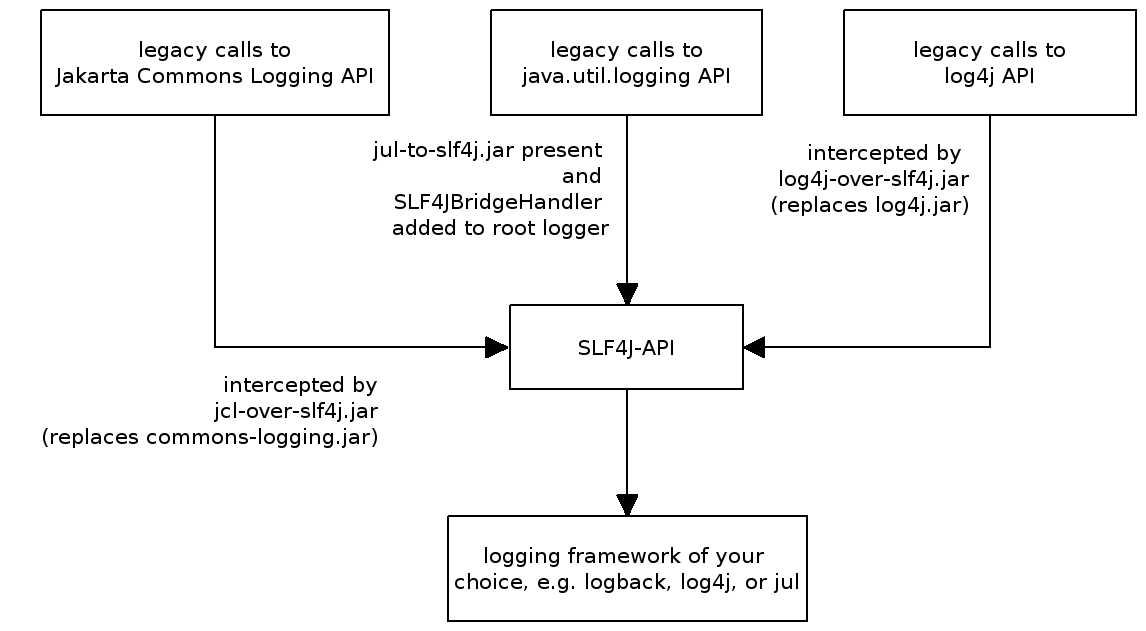 legacy calls to
Jakarta Commons Logging API
legacy calls to
java.util.logging API
legacy calls to
log4j API
jul-to-slf4j.jar present
and
SLF4JBridgeHandler
added to root logger
intercepted by
log4j-over-slf4j.jar
(replaces log4j.jar)
SLF4J-API
intercepted by
jcl-over-slf4j.jar
(replaces commons-logging.jar)
logging framework of your
choice, e.g. logback, log4j, or jul